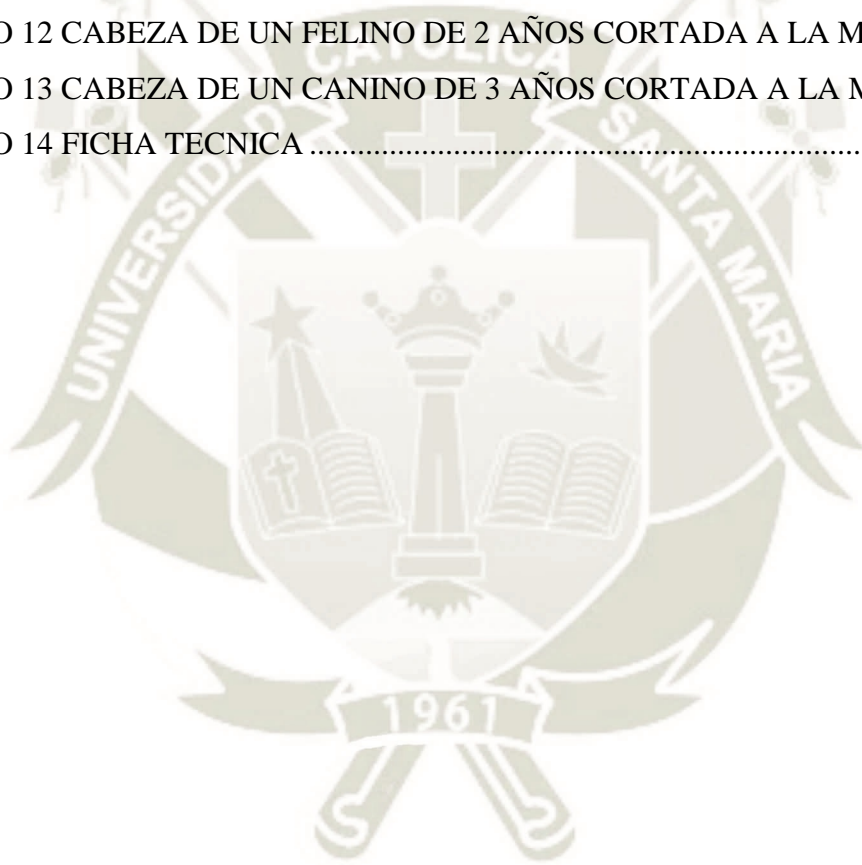 O 12 CABEZA DE UN FELINO DE 2 AÑOS CORTADA A LA M
O 13 CABEZA DE UN CANINO DE 3 AÑOS CORTADA A LA M
O 14 FICHA TECNICA ....................................................................................
UNIVERSIDAD CATOLICA SANTA MARIA
1961